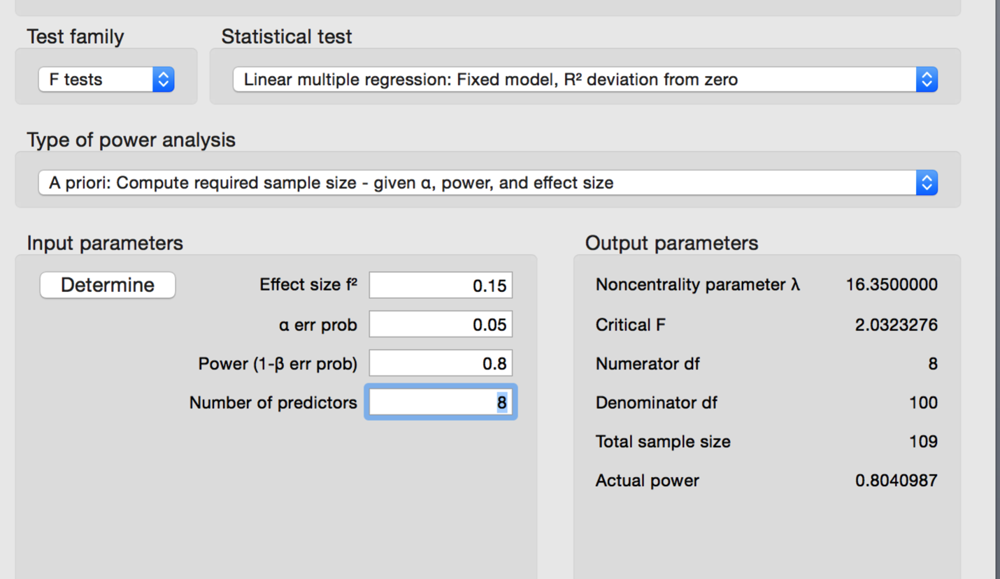 Test family Statistical test
F tests Linear multiple regression: Fixed model, R² deviation from zero
Type of power analysis
A priori: Compute required sample size - given α, power, and effect size
Input parameters Output parameters
Determine Effect size f² 0.15 Noncentrality parameter λ 16.3500000
α err prob 0.05 Critical F 2.0323276
Power (1-β err prob) 0.8 Numerator df 8
Number of predictors 8 Denominator df 100
Total sample size 109
Actual power 0.8040987